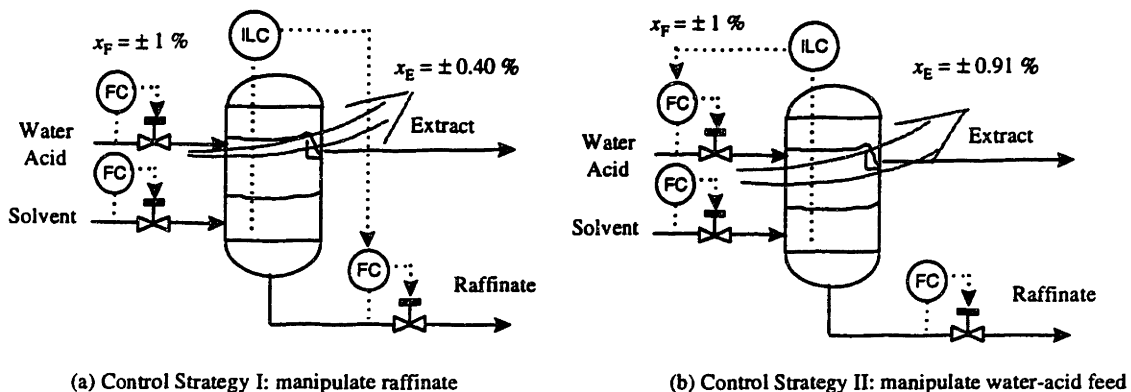 x_F = ± 1 %
ILC
x_E = ± 0.40 %
FC
Water
Acid
Extract
FC
Solvent
FC
Raffinate
(a) Control Strategy I: manipulate raffinate
x_F = ± 1 %
ILC
x_E = ± 0.91 %
FC
Water
Acid
Extract
FC
Solvent
FC
Raffinate
(b) Control Strategy II: manipulate water-acid feed